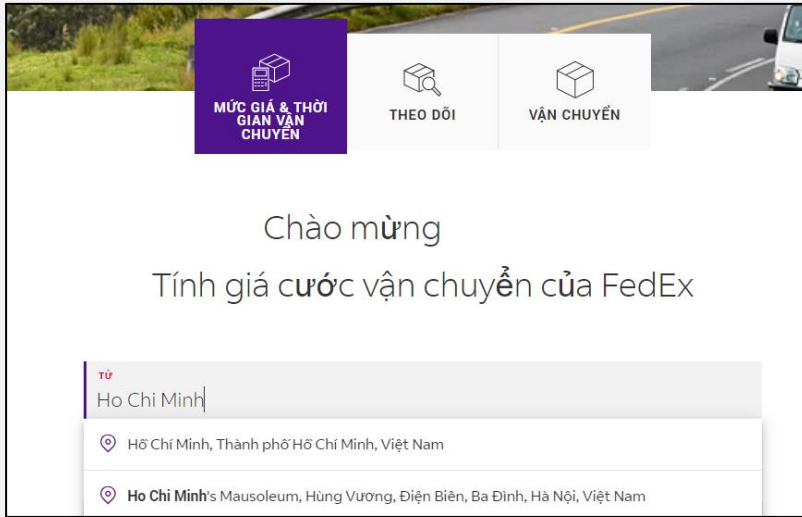 MỨC GIÁ & THỜI
GIAN VẬN
CHUYỂN
THEO DÕI
VẬN CHUYỂN
Chào mừng
Tính giá cước vận chuyển của FedEx
TỪ
Ho Chi Minh
Hồ Chí Minh, Thành phố Hồ Chí Minh, Việt Nam
Ho Chi Minh's Mausoleum, Hùng Vương, Điện Biên, Ba Đình, Hà Nội, Việt Nam